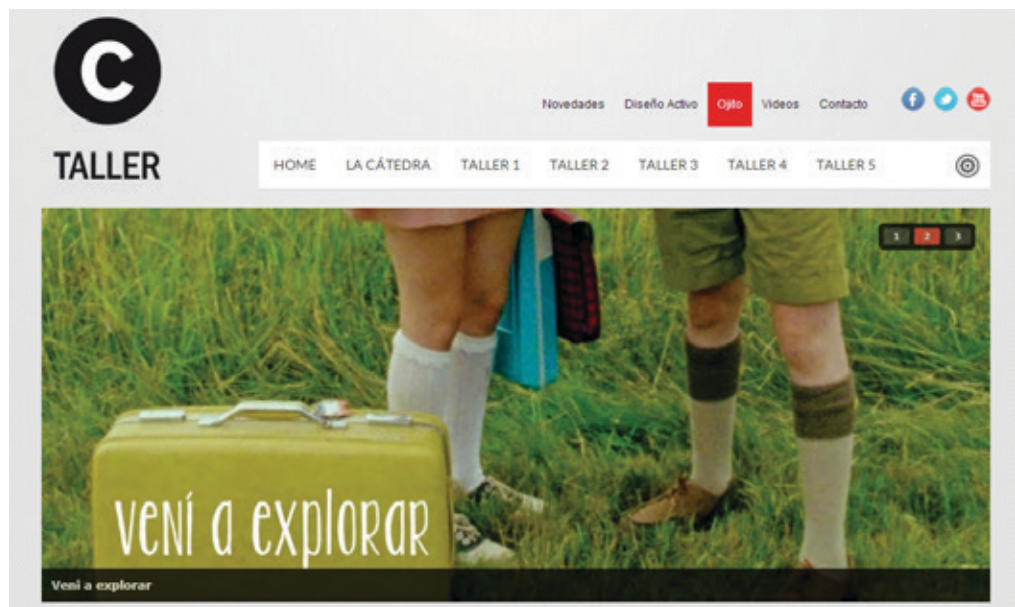 C
TALLER
Novedades Diseño Activo Ojito Videos Contacto
HOME LA CÁTEDRA TALLER 1 TALLER 2 TALLER 3 TALLER 4 TALLER 5
1 2 3
vení a explorar
Veni a explorar